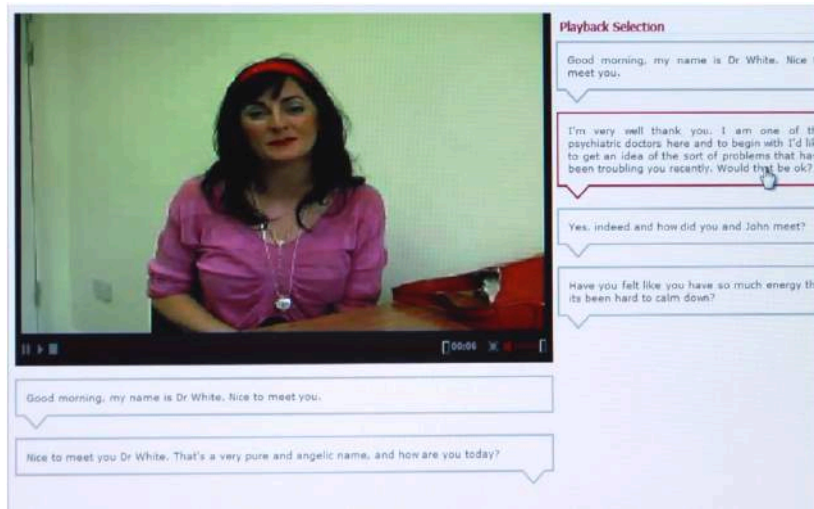 Playback Selection
Good morning, my name is Dr White. Nice
meet you.
I'm very well thank you. I am one of
psychiatric doctors here and to begin with I'd
to get an idea of the sort of problems that
been troubling you recently. Would that be ok?
Yes, indeed and how did you and John meet?
Have you felt like you have so much energy
its been hard to calm down?
00:06
Good morning, my name is Dr White. Nice to meet you.
Nice to meet you Dr White. That's a very pure and angelic name, and how are you today?